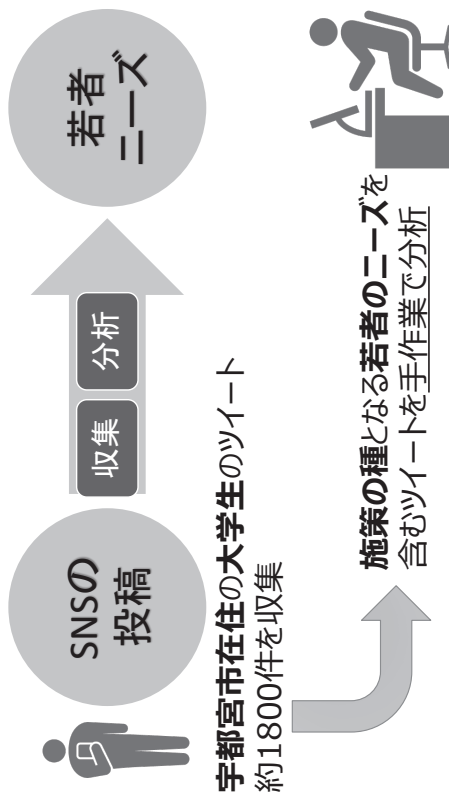 SNSの
投稿
収集
分析
若者
ニーズ
宇都宮市在住の大学生のツイート
約1800件を収集
施策の種となる若者のニーズを
含むツイートを手作業で分析